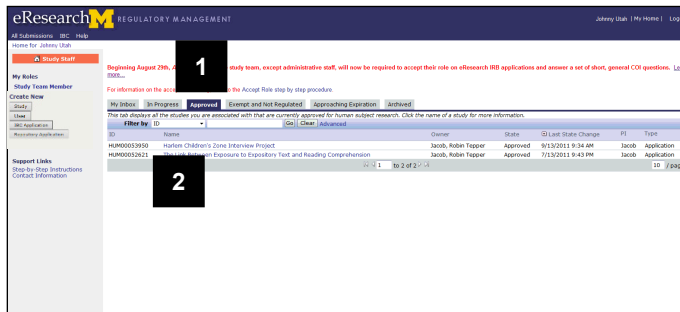 eResearch M REGULATORY MANAGEMENT
Johnny Utah | My Home | Log
All Submissions IBC Help
Home for Johnny Utah
Study Staff
My Roles
Study Team Member
Create New
Study
User
IBC Application
Repository Application
Support Links
Step-by-Step Instructions
Contact Information
1
Beginning August 29th, A study team, except administrative staff, will now be required to accept their role on eResearch IRB applications and answer a set of short, general COI questions. Le
more...
For information on the acce the Accept Role step by step procedure.
My Inbox In Progress Approved Exempt and Not Regulated Approaching Expiration Archived
This tab displays all the studies you are associated with that are currently approved for human subject research. Click the name of a study for more information.
Filter by ID Go Clear Advanced
ID Name Owner State Last State Change PI Type
HUM00053950 Harlem Children's Zone Interview Project Jacob, Robin Tepper Approved 9/13/2011 9:34 AM Jacob Application
HUM00052621 The Link Between Exposure to Expository Text and Reading Comprehension Jacob, Robin Tepper Approved 7/13/2011 9:43 PM Jacob Application
1 to 2 of 2 10 / pag
2